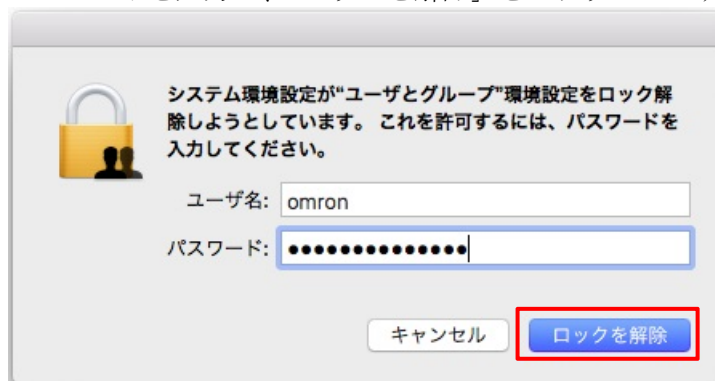 システム環境設定が“ユーザとグループ”環境設定をロック解
除しようとしています。 これを許可するには、パスワードを
入力してください。
ユーザ名: omron
パスワード: ●●●●●●●●●●●●●●
キャンセル ロックを解除